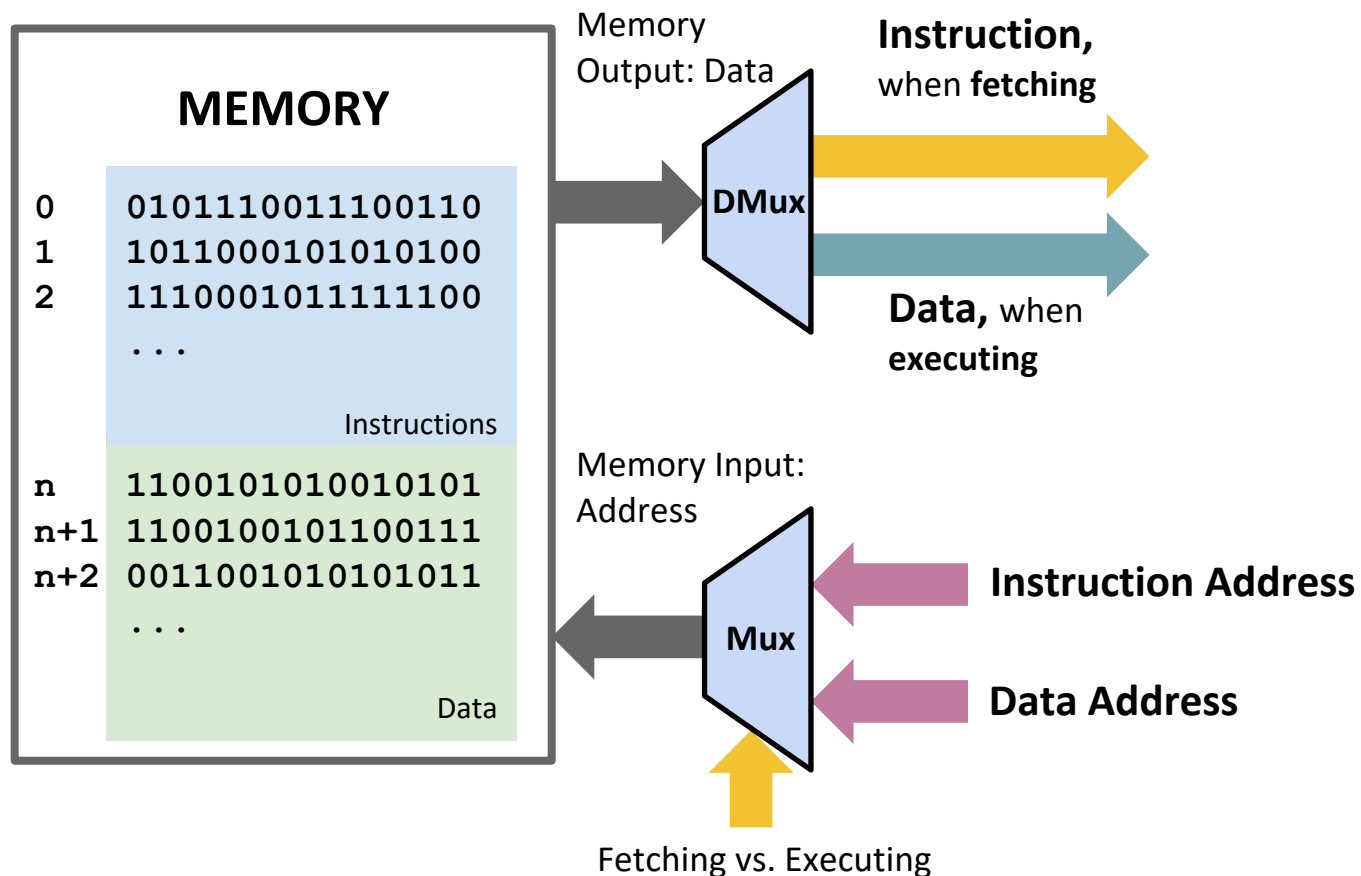 MEMORY
0 0101110011100110
1 1011000101010100
2 1110001011111100
...
Instructions
n 1100101010010101
n+1 1100100101100111
n+2 0011001010101011
...
Data
Memory
Output: Data
DMux
Instruction,
when fetching
Data, when
executing
Memory Input:
Address
Mux
Instruction Address
Data Address
Fetching vs. Executing